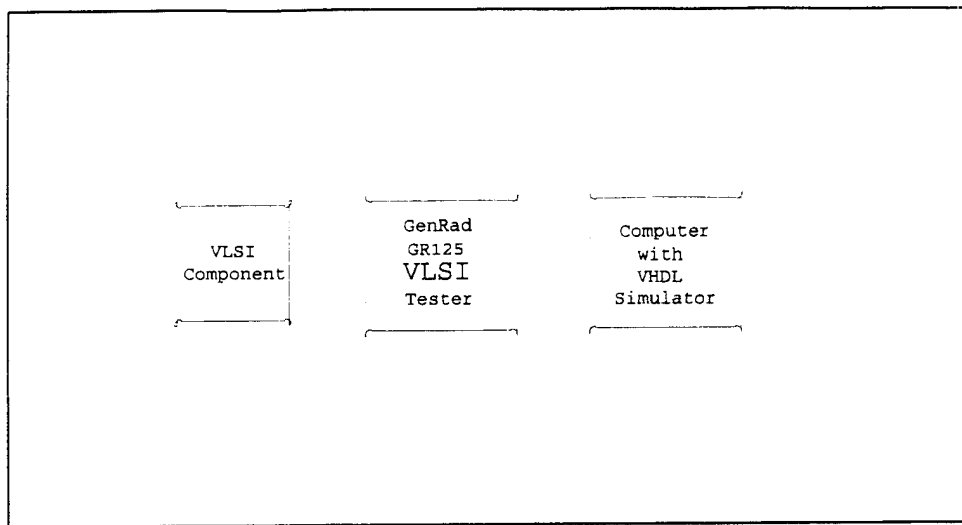 VLSI
Component
GenRad
GR125
VLSI
Tester
Computer
with
VHDL
Simulator